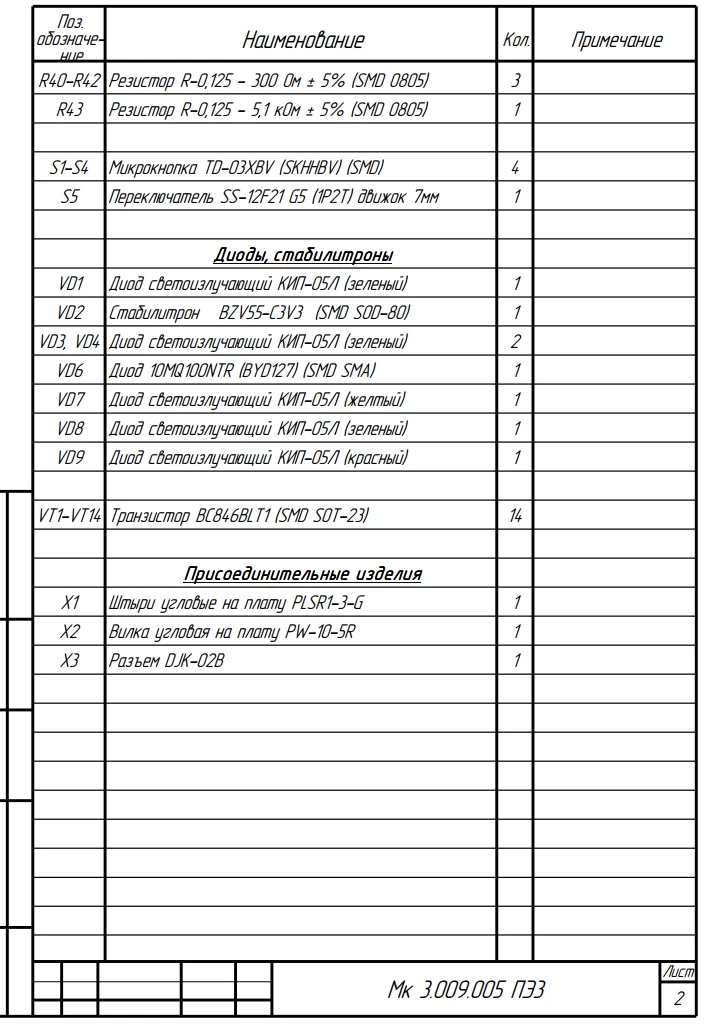 Поз. обозначе-ние Наименование Кол. Примечание
R40-R42 Резистор R-0,125 - 300 Ом ± 5% (SMD 0805) 3
R43 Резистор R-0,125 - 5,1 кОм ± 5% (SMD 0805) 1
S1-S4 Микрокнопка TD-03XBV (SKHHBV) (SMD) 4
S5 Переключатель SS-12F21 G5 (1P2T) движок 7мм 1
Диоды, стабилитроны
VD1 Диод светоизлучающий КИП-05Л (зеленый) 1
VD2 Стабилитрон BZV55-C3V3 (SMD SOD-80) 1
VD3, VD4 Диод светоизлучающий КИП-05Л (зеленый) 2
VD6 Диод 10MQ100NTR (BYD127) (SMD SMA) 1
VD7 Диод светоизлучающий КИП-05Л (желтый) 1
VD8 Диод светоизлучающий КИП-05Л (зеленый) 1
VD9 Диод светоизлучающий КИП-05Л (красный) 1
VT1-VT14 Транзистор BC846BLT1 (SMD SOT-23) 14
Присоединительные изделия
X1 Штыри угловые на плату PLSR1-3-G 1
X2 Вилка угловая на плату PW-10-5R 1
X3 Разъем DJK-02B 1
Мк 3.009.005 ПЭ3
Лист
2